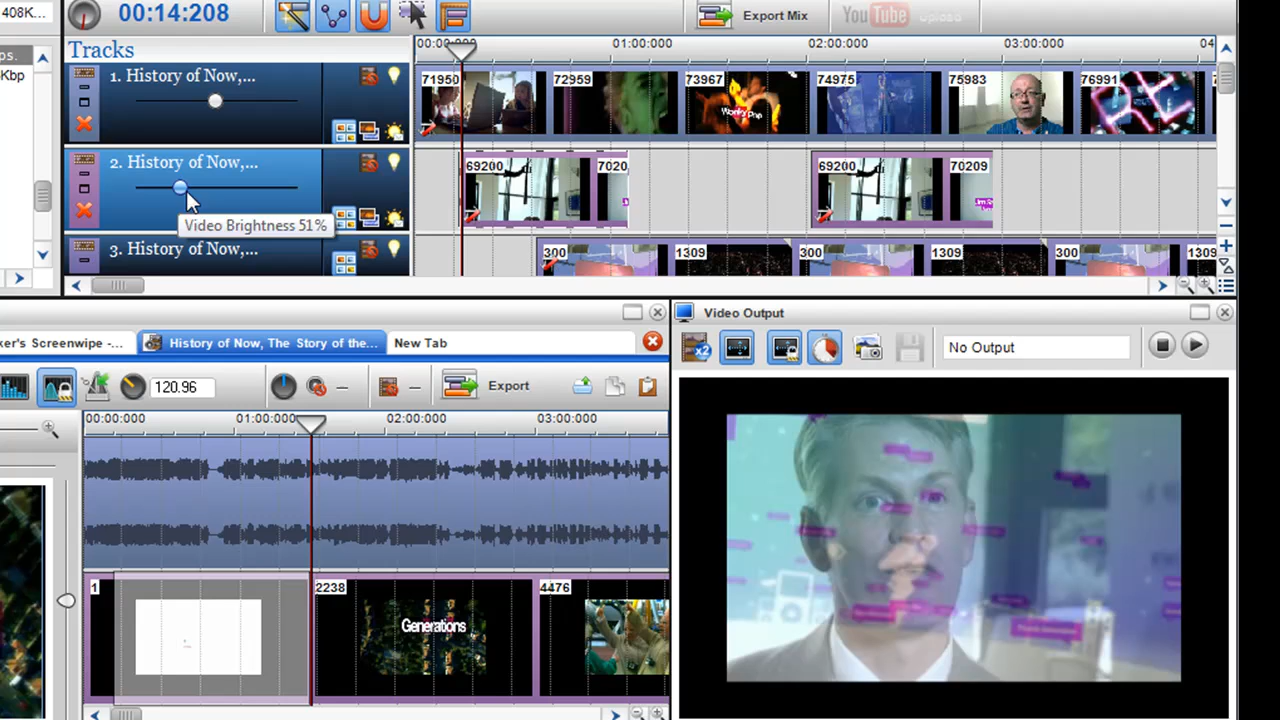 408K...
00:14:208
Export Mix
YouTube Upload
ps.
Kbp
Tracks
00:00:000 01:00:000 02:00:000 03:00:000 04
1. History of Now,...
71950 72959 73967 74975 75983 76991
Wonky Pop
2. History of Now,...
69200 7020 69200 70209
Video Brightness 51%
3. History of Now,...
300 1309 300 1309 300 1309
Video Output
ker's Screenwipe -... History of Now, The Story of the... New Tab
x2 No Output
120.96 Export
00:00:000 01:00:000 02:00:000 03:00:000
1 2238 4476
Generations